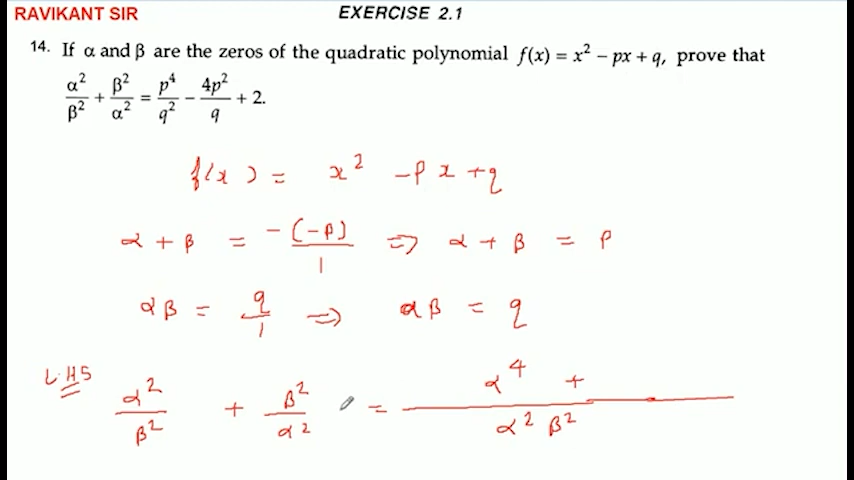 RAVIKANT SIR
EXERCISE 2.1
14. If α and β are the zeros of the quadratic polynomial f(x) = x² − px + q, prove that
α²/β² + β²/α² = p⁴/q² − 4p²/q + 2.
f(x) = x² − p x + q
α + β = −(−p)/1 ⇒ α + β = p
αβ = q/1 ⇒ αβ = q
L.H.S
α²/β² + β²/α² = α⁴ + / α² β²